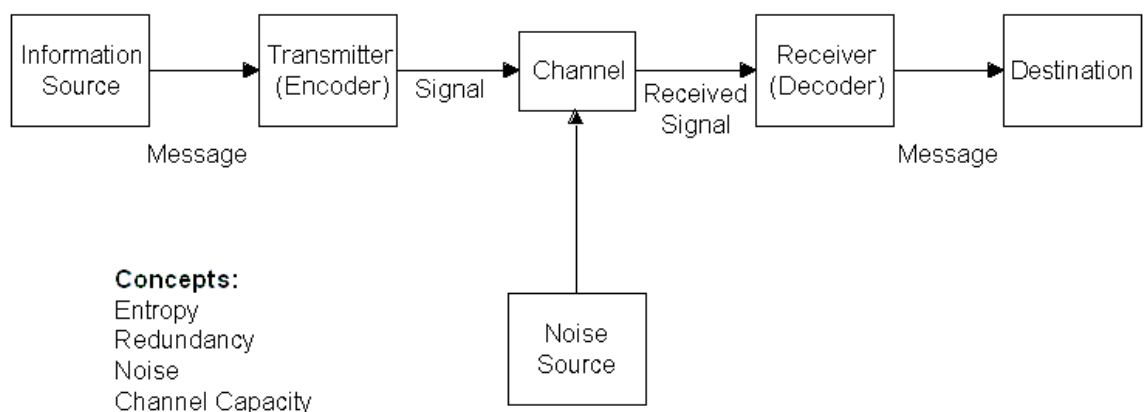 Information
Source
Transmitter
(Encoder)
Signal
Channel
Received
Signal
Receiver
(Decoder)
Destination
Message
Message
Concepts:
Entropy
Redundancy
Noise
Channel Capacity
Noise
Source